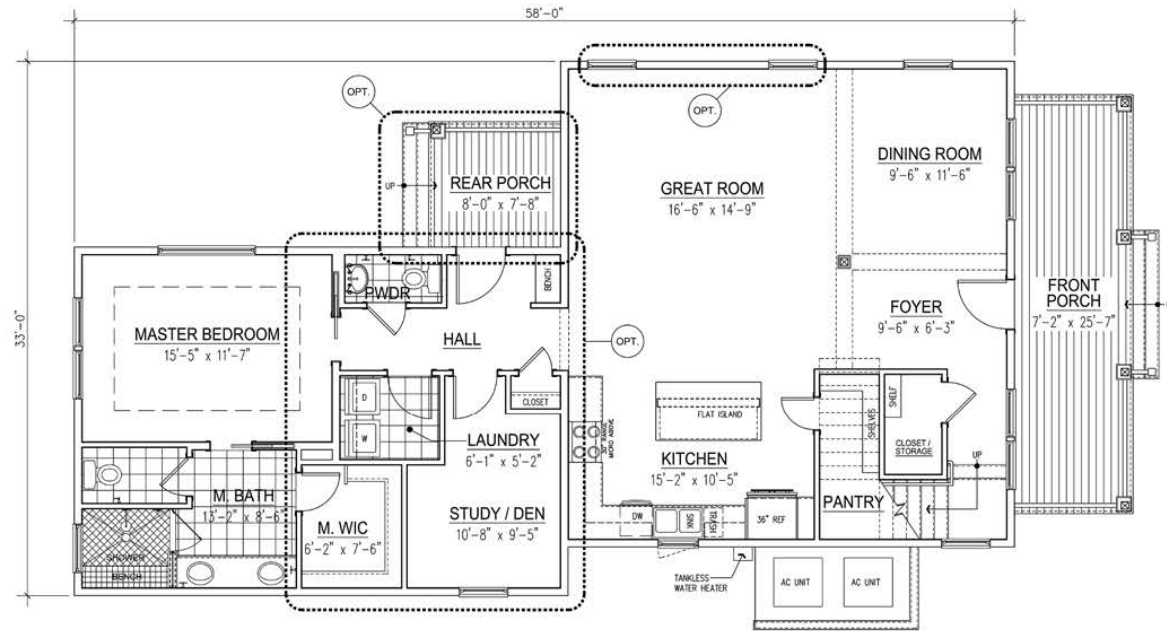 58'-0"
OPT.
OPT.
DINING ROOM
9'-6" x 11'-6"
UP
REAR PORCH
8'-0" x 7'-8"
GREAT ROOM
16'-6" x 14'-9"
33'-0"
PWDR
BENCH
FRONT
PORCH
7'-2" x 25'-7"
FOYER
9'-6" x 6'-3"
MASTER BEDROOM
15'-5" x 11'-7"
HALL
OPT.
D
W
CLOSET
SHELF
SHELVES
FLAT ISLAND
30" RANGE
MICRO ABOVE
LAUNDRY
6'-1" x 5'-2"
CLOSET /
STORAGE
KITCHEN
15'-2" x 10'-5"
UP
M. BATH
13'-2" x 8'-6"
PANTRY
STUDY / DEN
10'-8" x 9'-5"
DW
SINK
TRASH
36" REF
M. WIC
6'-2" x 7'-6"
SHOWER
BENCH
TANKLESS
WATER HEATER
AC UNIT
AC UNIT